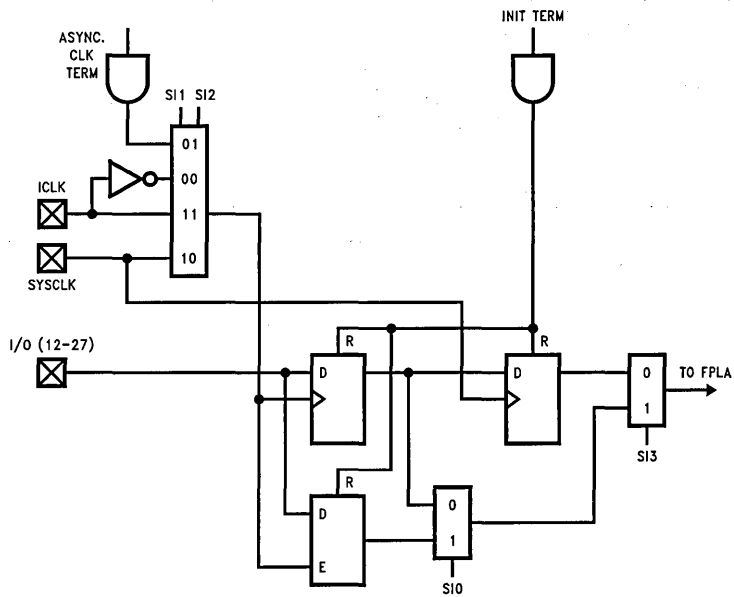 INIT TERM
ASYNC.
CLK
TERM
SI1 SI2
01
00
ICLK
11
10
SYSCLK
I/O (12-27)
R
R
D
D
0
TO FPLA
1
SI3
R
D
0
1
E
SI0